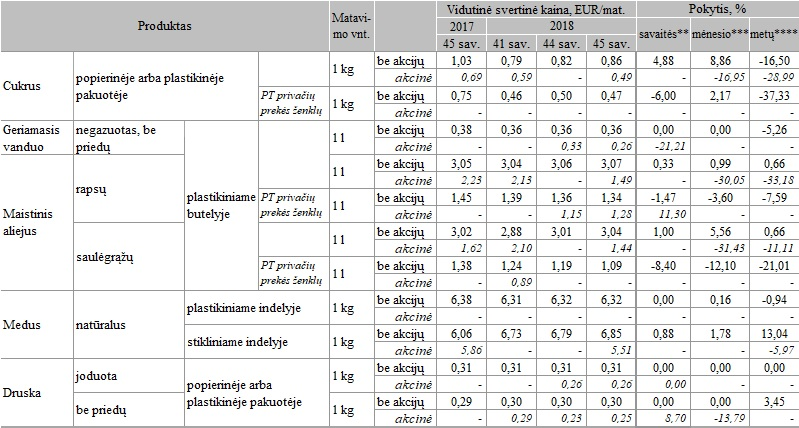 Produktas Matavimo vnt. Vidutinė svertinė kaina, EUR/mat. Pokytis, %
2017 2018 savaitės** mėnesio*** metų****
45 sav. 41 sav. 44 sav. 45 sav.
Cukrus popierinėje arba plastikinėje pakuotėje 1 kg be akcijų 1,03 0,79 0,82 0,86 4,88 8,86 -16,50
akcinė 0,69 0,59 - 0,49 - -16,95 -28,99
PT privačių prekės ženklų 1 kg be akcijų 0,75 0,46 0,50 0,47 -6,00 2,17 -37,33
akcinė - - - - - - -
Geriamasis vanduo negazuotas, be priedų plastikiniame butelyje 1l be akcijų 0,38 0,36 0,36 0,36 0,00 0,00 -5,26
akcinė - - 0,33 0,26 -21,21 - -
Maistinis aliejus rapsų 1l be akcijų 3,05 3,04 3,06 3,07 0,33 0,99 0,66
akcinė 2,23 2,13 - 1,49 - -30,05 -33,18
PT privačių prekės ženklų 1l be akcijų 1,45 1,39 1,36 1,34 -1,47 -3,60 -7,59
akcinė - - 1,15 1,28 11,30 - -
saulėgrąžų 1l be akcijų 3,02 2,88 3,01 3,04 1,00 5,56 0,66
akcinė 1,62 2,10 - 1,44 - -31,43 -11,11
PT privačių prekės ženklų 1l be akcijų 1,38 1,24 1,19 1,09 -8,40 -12,10 -21,01
akcinė - 0,89 - - - - -
Medus natūralus plastikiniame indelyje 1 kg be akcijų 6,38 6,31 6,32 6,32 0,00 0,16 -0,94
akcinė - - - - - - -
stikliniame indelyje 1 kg be akcijų 6,06 6,73 6,79 6,85 0,88 1,78 13,04
akcinė 5,86 - - 5,51 - - -5,97
Druska joduota popierinėje arba plastikinėje pakuotėje 1 kg be akcijų 0,31 0,31 0,31 0,31 0,00 0,00 0,00
akcinė - - 0,26 0,26 0,00 - -
be priedų 1 kg be akcijų 0,29 0,30 0,30 0,30 0,00 0,00 3,45
akcinė - 0,29 0,23 0,25 8,70 -13,79 -